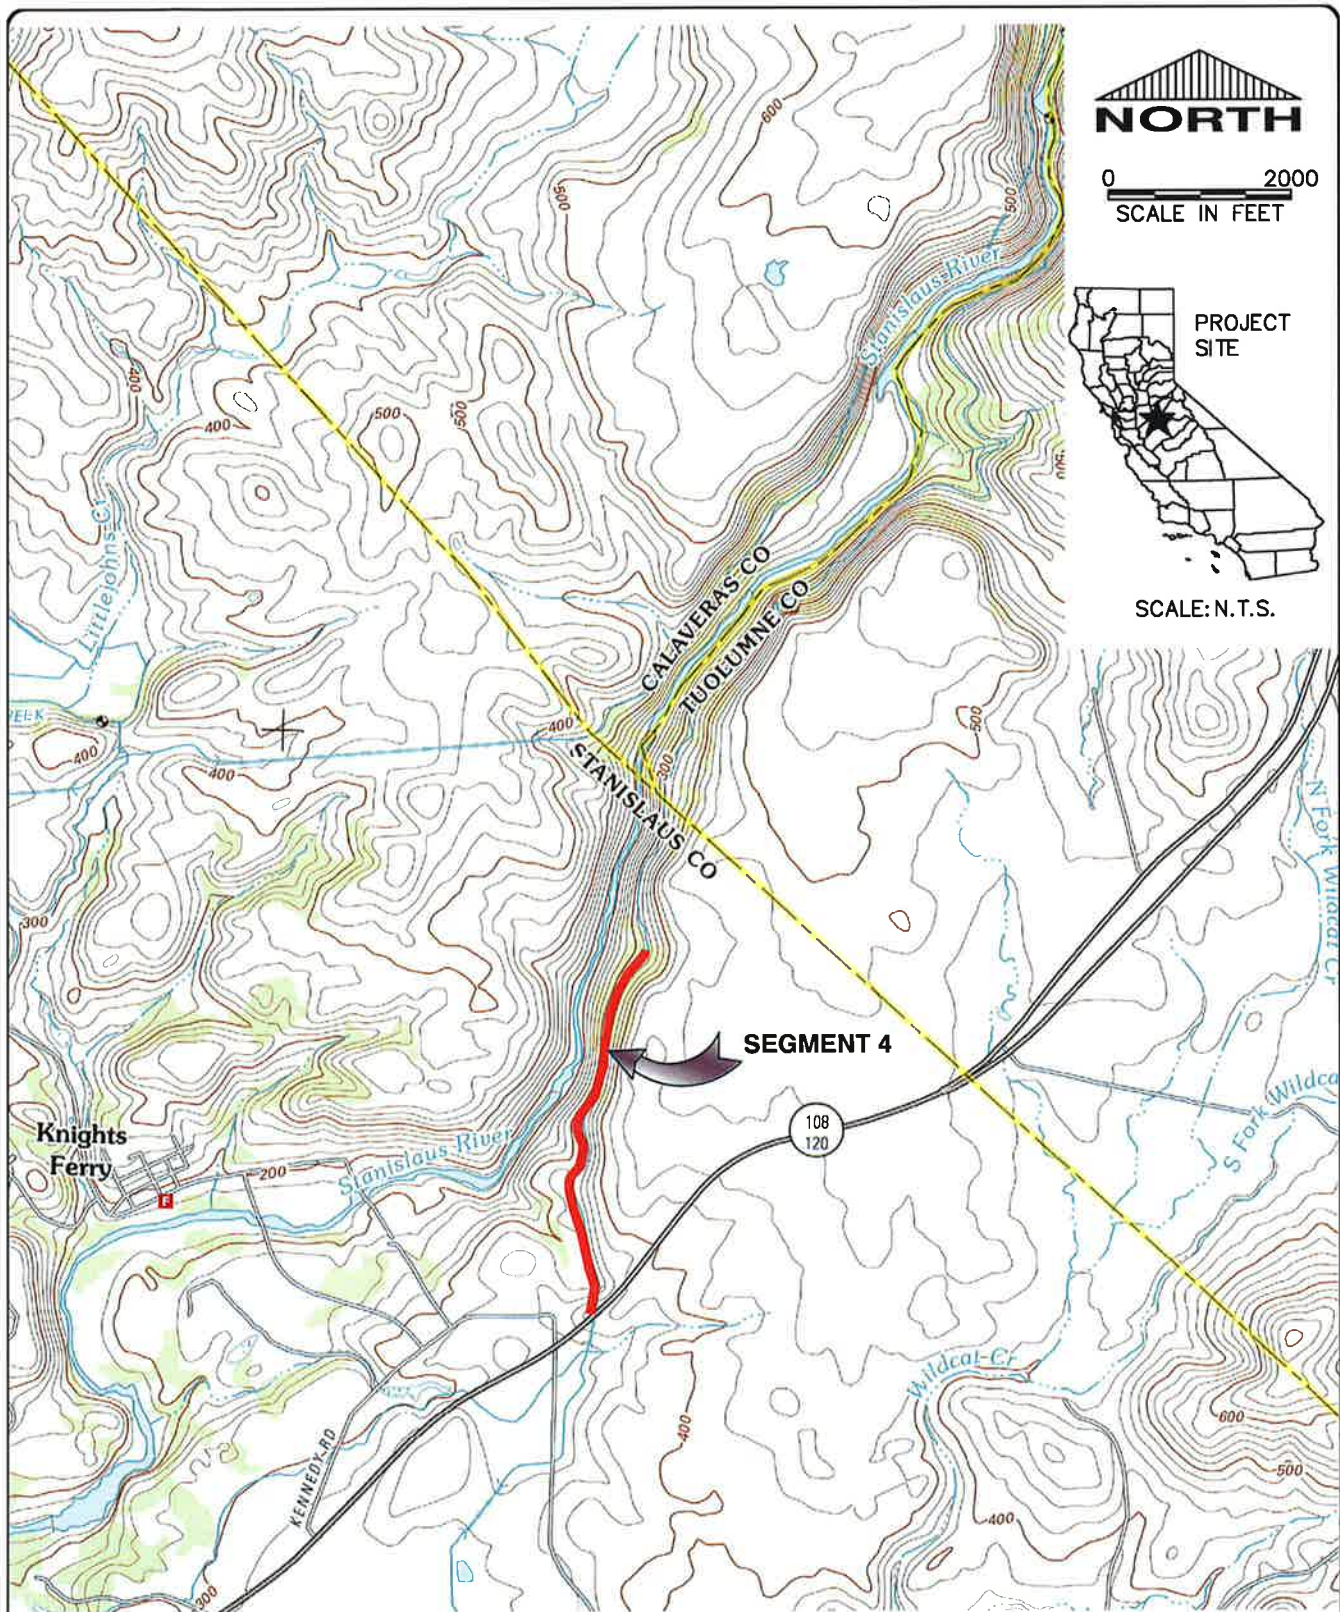 NORTH
0 2000
SCALE IN FEET
PROJECT
SITE
SCALE: N.T.S.
600
500
500
Stanislaus River
400
400
500
500
Littlejohns Cr
CALAVERAS CO
TUOLUMNE CO
STANISLAUS CO
400
300
500
400
400
300
N Fork Wildcat Cr
SEGMENT 4
108
120
S Fork Wildca
Knights
Ferry
F
200
Stanislaus River
Wildcat Cr
KENNEDY RD
400
600
500
400
300